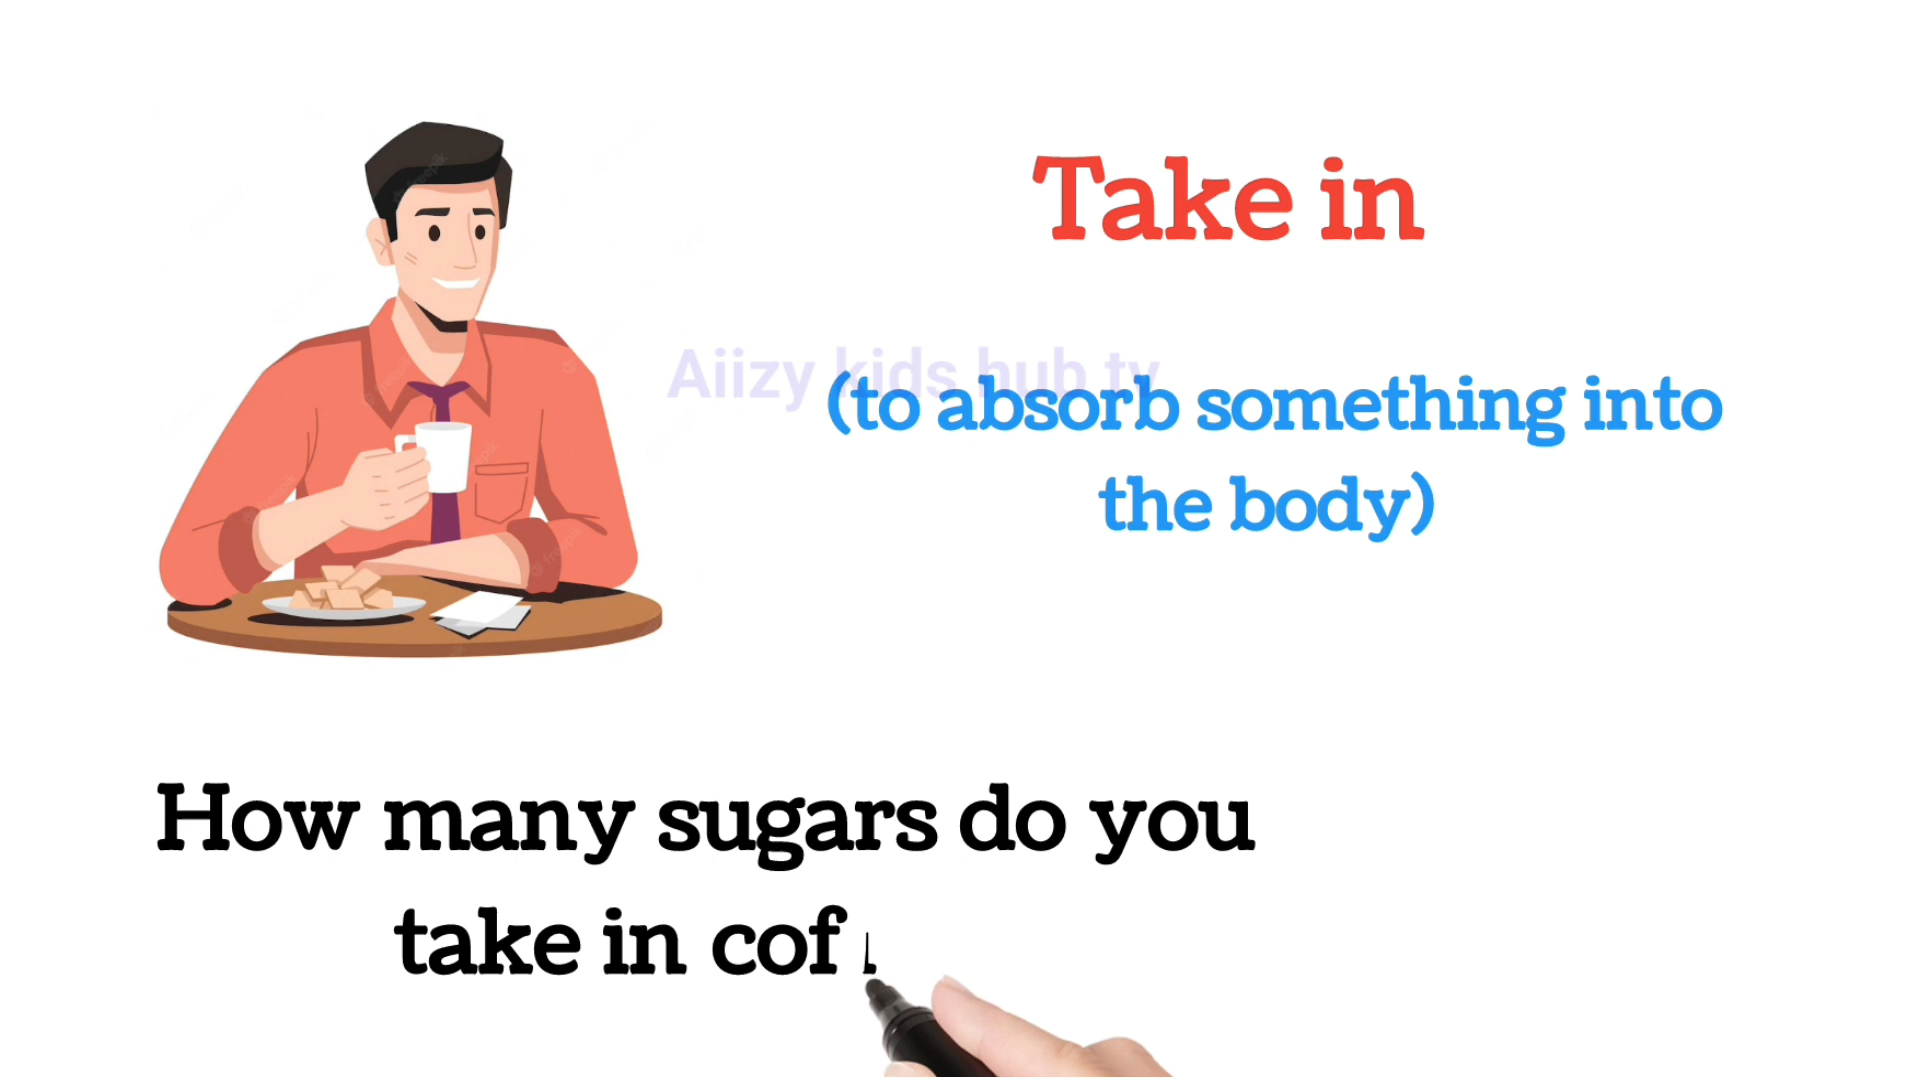 Take in
Aiizy kids hub tv
(to absorb something into
the body)
How many sugars do you
take in cof